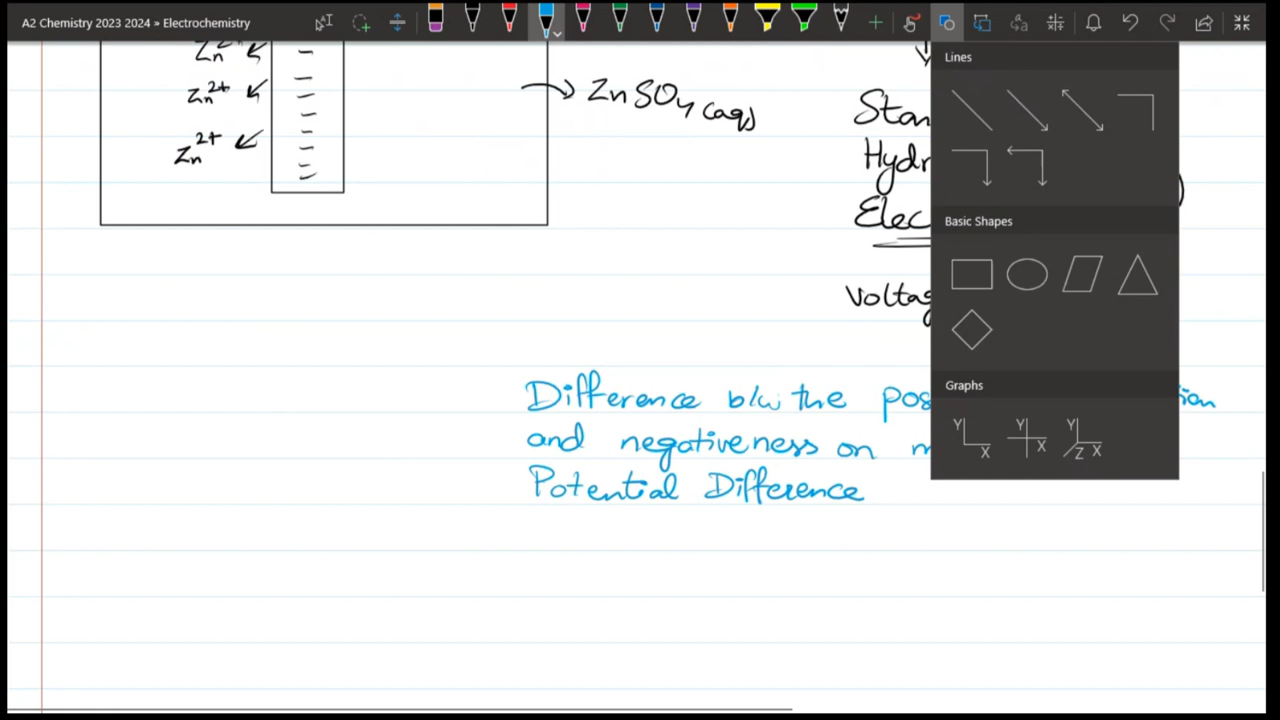 A2 Chemistry 2023 2024 » Electrochemistry
Lines
Zn²⁺
Zn²⁺
→ ZnSO₄ (aq)
Zn²⁺
Basic Shapes
Graphs
Y X Y X Y Z X
Difference b/w the
and negativeness on
Potential Difference